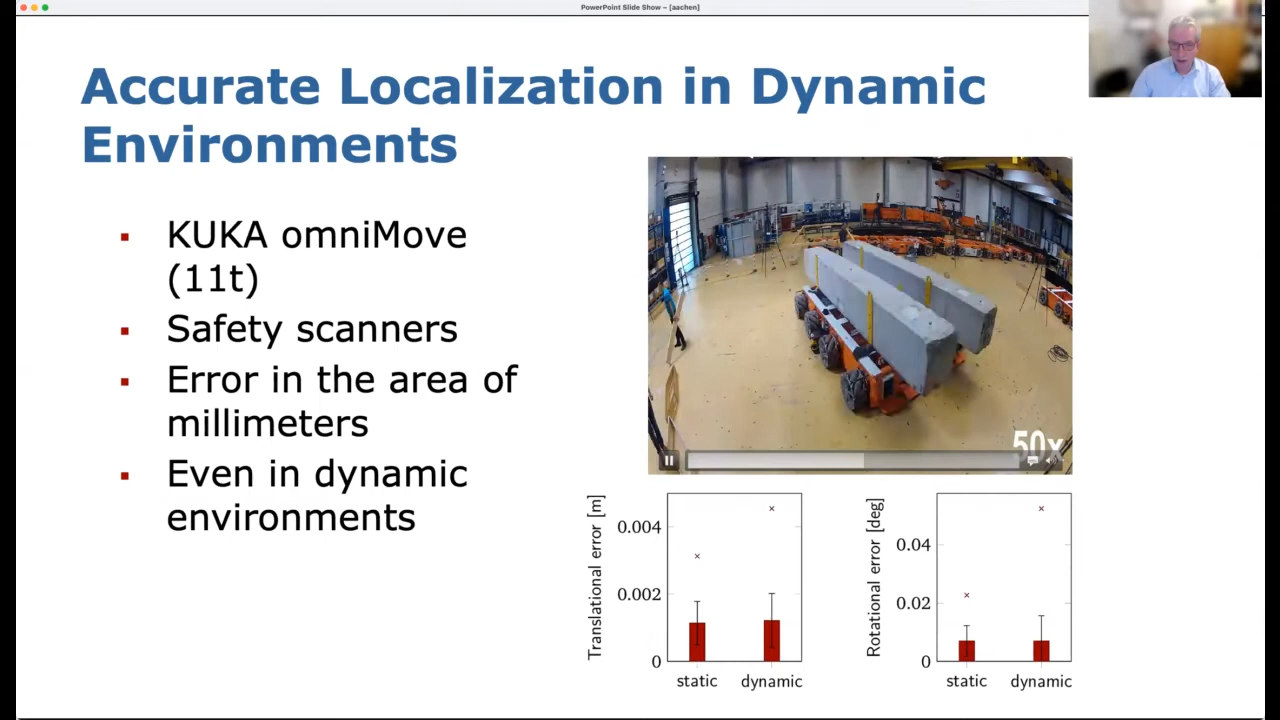 PowerPoint Slide Show – [aachen]
Accurate Localization in Dynamic
Environments
▪ KUKA omniMove
(11t)
▪ Safety scanners
▪ Error in the area of
millimeters
▪ Even in dynamic
environments
50x
Translational error [m]
0.004
0.002
0
static dynamic
Rotational error [deg]
0.04
0.02
0
static dynamic